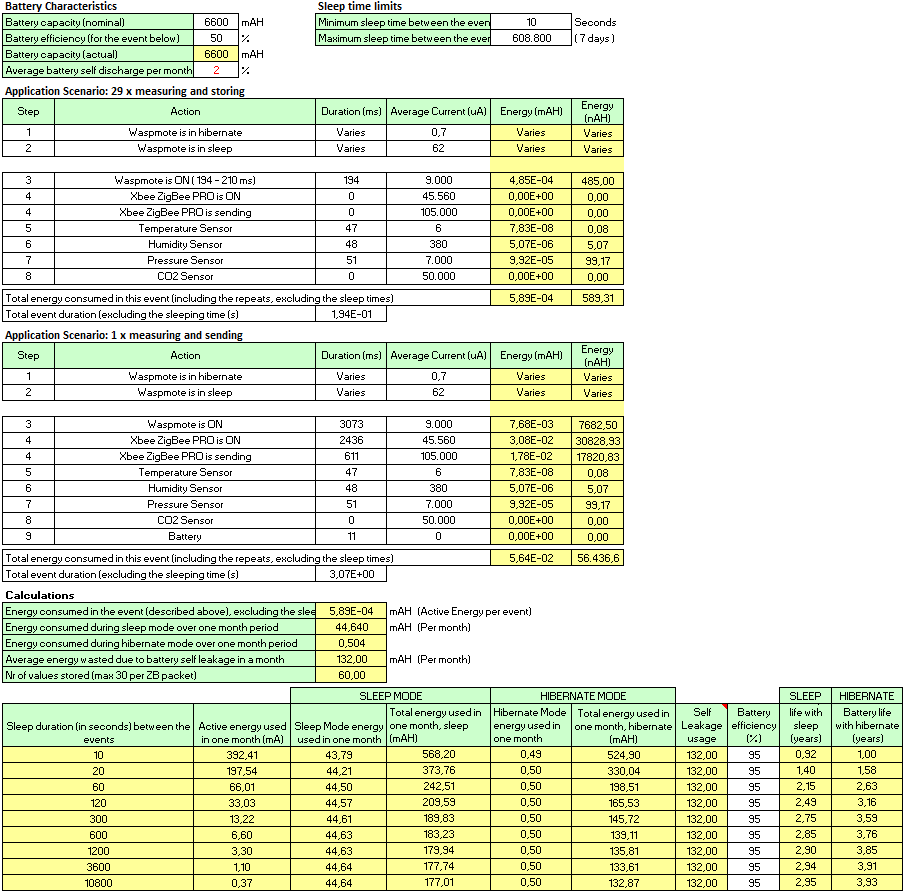 Battery Characteristics Sleep time limits
Battery capacity (nominal) 6600 mAH Minimum sleep time between the even 10 Seconds
Battery efficiency (for the event below) 50 % Maximum sleep time between the ever 608.800 ( 7 days )
Battery capacity (actual) 6600 mAH
Average battery self discharge per month 2 %
Application Scenario: 29 x measuring and storing
Step Action Duration (ms) Average Current (uA) Energy (mAH) Energy (nAH)
1 Waspmote is in hibernate Varies 0,7 Varies Varies
2 Waspmote is in sleep Varies 62 Varies Varies
3 Waspmote is ON ( 194 - 210 ms) 194 9.000 4,85E-04 485,00
4 Xbee ZigBee PRO is ON 0 45.560 0,00E+00 0,00
4 Xbee ZigBee PRO is sending 0 105.000 0,00E+00 0,00
5 Temperature Sensor 47 6 7,83E-08 0,08
6 Humidity Sensor 48 380 5,07E-06 5,07
7 Pressure Sensor 51 7.000 9,92E-05 99,17
8 CO2 Sensor 0 50.000 0,00E+00 0,00
Total energy consumed in this event (including the repeats, excluding the sleep times) 5,89E-04 589,31
Total event duration (excluding the sleeping time (s) 1,94E-01
Application Scenario: 1 x measuring and sending
Step Action Duration (ms) Average Current (uA) Energy (mAH) Energy (nAH)
1 Waspmote is in hibernate Varies 0,7 Varies Varies
2 Waspmote is in sleep Varies 62 Varies Varies
3 Waspmote is ON 3073 9.000 7,68E-03 7682,50
4 Xbee ZigBee PRO is ON 2436 45.560 3,08E-02 30828,93
4 Xbee ZigBee PRO is sending 611 105.000 1,78E-02 17820,83
5 Temperature Sensor 47 6 7,83E-08 0,08
6 Humidity Sensor 48 380 5,07E-06 5,07
7 Pressure Sensor 51 7.000 9,92E-05 99,17
8 CO2 Sensor 0 50.000 0,00E+00 0,00
9 Battery 11 0 0,00E+00 0,00
Total energy consumed in this event (including the repeats, excluding the sleep times) 5,64E-02 56.436,6
Total event duration (excluding the sleeping time (s) 3,07E+00
Calculations
Energy consumed in the event (described above), excluding the slee 5,89E-04 mAH (Active Energy per event)
Energy consumed during sleep mode over one month period 44,640 mAH (Per month)
Energy consumed during hibernate mode over one month period 0,504
Average energy wasted due to battery self leakage in a month 132,00 mAH (Per month)
Nr of values stored (max 30 per ZB packet) 60,00
SLEEP MODE HIBERNATE MODE SLEEP HIBERNATE
Sleep duration (in seconds) between the events Active energy used in one month (mA) Sleep Mode energy used in one month Total energy used in one month, sleep (mAH) Hibernate Mode energy used in one month Total energy used in one month, hibernate (mAH) Self Leakage usage Battery efficiency (%) life with sleep (years) Battery life with hibernate (years)
10 392,41 43,79 568,20 0,49 524,90 132,00 95 0,92 1,00
20 197,54 44,21 373,76 0,50 330,04 132,00 95 1,40 1,58
60 66,01 44,50 242,51 0,50 198,51 132,00 95 2,15 2,63
120 33,03 44,57 209,59 0,50 165,53 132,00 95 2,49 3,16
300 13,22 44,61 189,83 0,50 145,72 132,00 95 2,75 3,59
600 6,60 44,63 183,23 0,50 139,11 132,00 95 2,85 3,76
1200 3,30 44,63 179,94 0,50 135,81 132,00 95 2,90 3,85
3600 1,10 44,64 177,74 0,50 133,61 132,00 95 2,94 3,91
10800 0,37 44,64 177,01 0,50 132,87 132,00 95 2,95 3,93